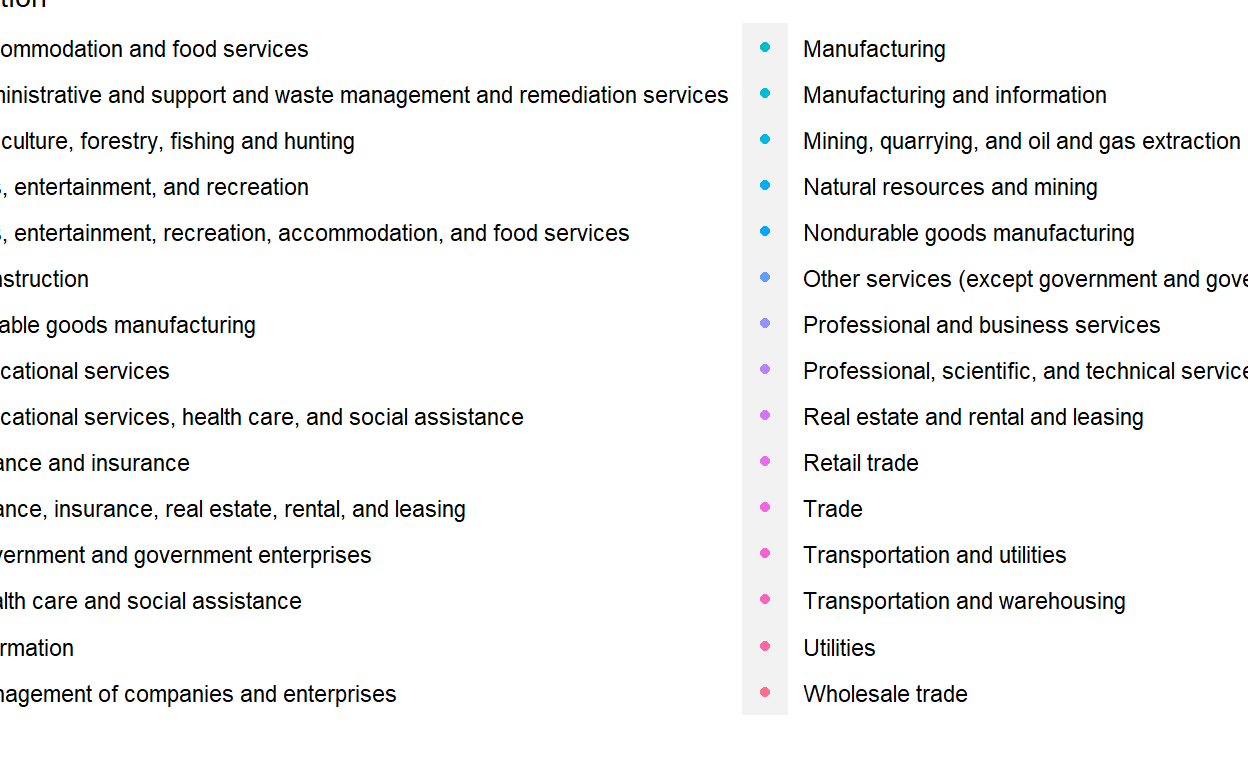 tion
ommodation and food services
ministrative and support and waste management and remediation services
culture, forestry, fishing and hunting
s, entertainment, and recreation
s, entertainment, recreation, accommodation, and food services
nstruction
able goods manufacturing
cational services
cational services, health care, and social assistance
ance and insurance
ance, insurance, real estate, rental, and leasing
vernment and government enterprises
alth care and social assistance
rmation
nagement of companies and enterprises
Manufacturing
Manufacturing and information
Mining, quarrying, and oil and gas extraction
Natural resources and mining
Nondurable goods manufacturing
Other services (except government and gove
Professional and business services
Professional, scientific, and technical service
Real estate and rental and leasing
Retail trade
Trade
Transportation and utilities
Transportation and warehousing
Utilities
Wholesale trade